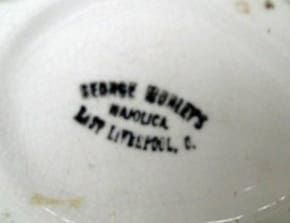 GEORGE MORLEY'S
MAJOLICA
EAST LIVERPOOL, O.